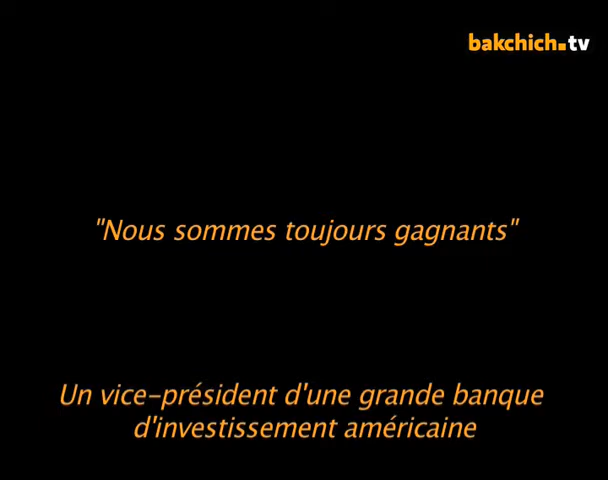 bakchich.tv
"Nous sommes toujours gagnants"
Un vice-président d'une grande banque
d'investissement américaine